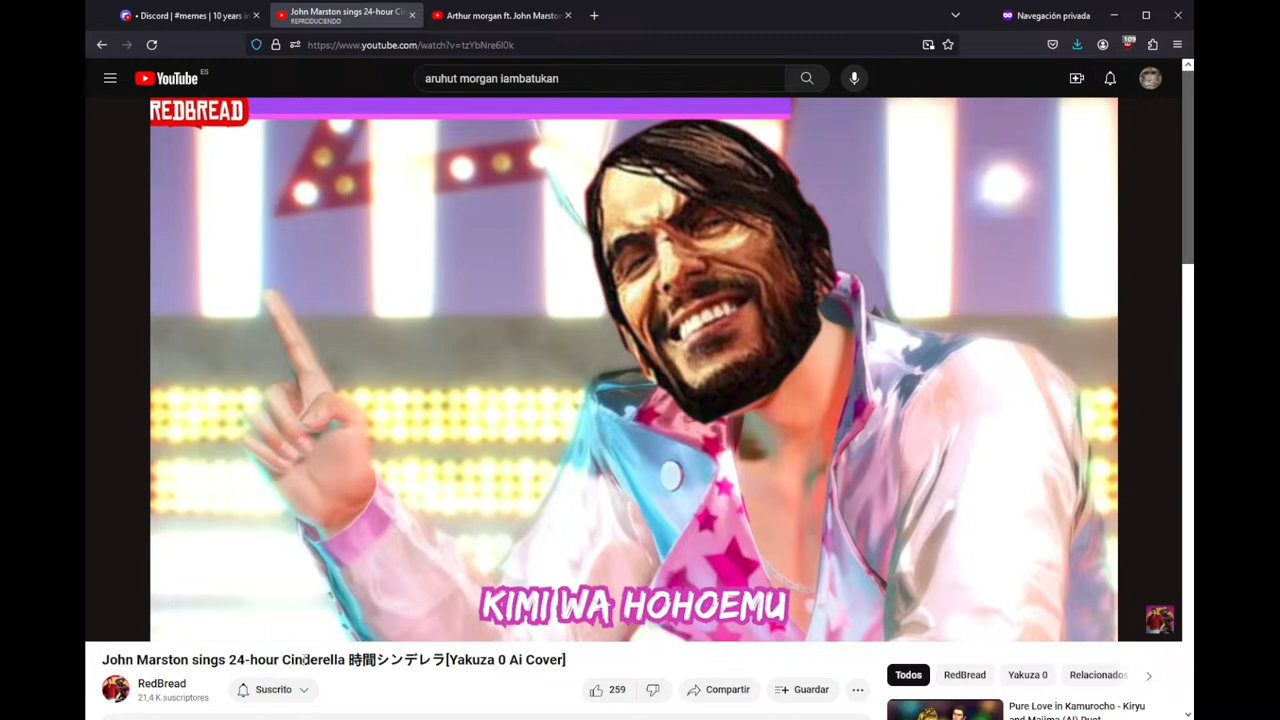 • Discord | #memes | 10 years in
John Marston sings 24-hour Cin
REPRODUCIENDO
Arthur morgan ft. John Marston
Navegación privada
https://www.youtube.com/watch?v=tzYbNre6l0k
109
YouTube ES
aruhut morgan iambatukan
REDBREAD
KIMI WA HOHOEMU
John Marston sings 24-hour Cinderella 時間シンデレラ[Yakuza 0 Ai Cover]
RedBread
21,4 K suscriptores
Suscrito
259
Compartir
Guardar
Todos
RedBread
Yakuza 0
Relacionados
Pure Love in Kamurocho - Kiryu
and Majima (AI) Duet